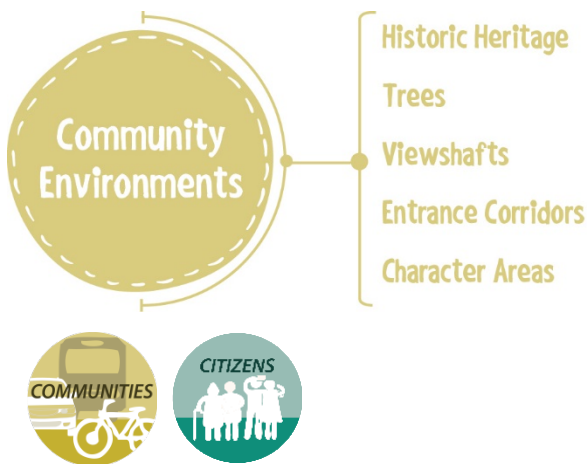 Community
Environments
Historic Heritage
Trees
Viewshafts
Entrance Corridors
Character Areas
COMMUNITIES
CITIZENS